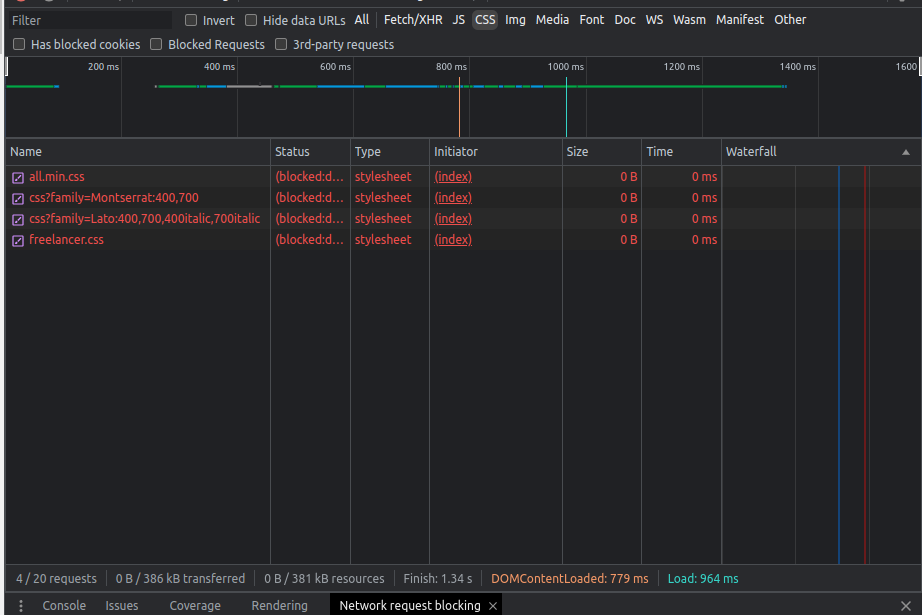 Filter Invert Hide data URLs All Fetch/XHR JS CSS Img Media Font Doc WS Wasm Manifest Other
Has blocked cookies Blocked Requests 3rd-party requests
200 ms 400 ms 600 ms 800 ms 1000 ms 1200 ms 1400 ms 1600
Name Status Type Initiator Size Time Waterfall
all.min.css (blocked:d... stylesheet (index) 0 B 0 ms
css?family=Montserrat:400,700 (blocked:d... stylesheet (index) 0 B 0 ms
css?family=Lato:400,700,400italic,700italic (blocked:d... stylesheet (index) 0 B 0 ms
freelancer.css (blocked:d... stylesheet (index) 0 B 0 ms
4 / 20 requests 0 B / 386 kB transferred 0 B / 381 kB resources Finish: 1.34 s DOMContentLoaded: 779 ms Load: 964 ms
Console Issues Coverage Rendering Network request blocking